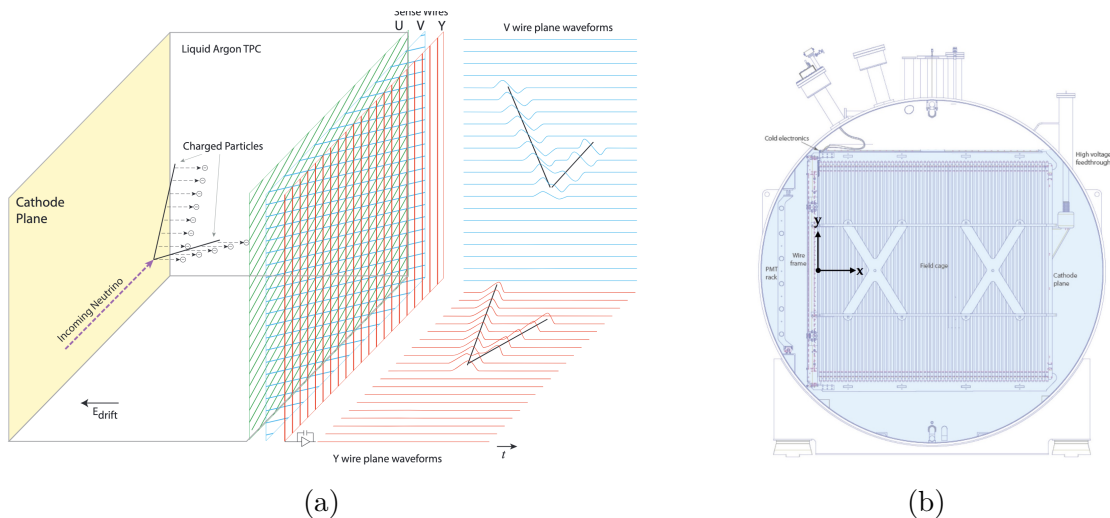 Sense Wires
U V Y
V wire plane waveforms
Liquid Argon TPC
Charged Particles
Cathode
Plane
Incoming Neutrino
Edrift
Y wire plane waveforms
t
(a)
Cold electronics
High voltage
feedthrough
y
x
PMT
rack
Wire
frame
Field cage
Cathode
plane
(b)